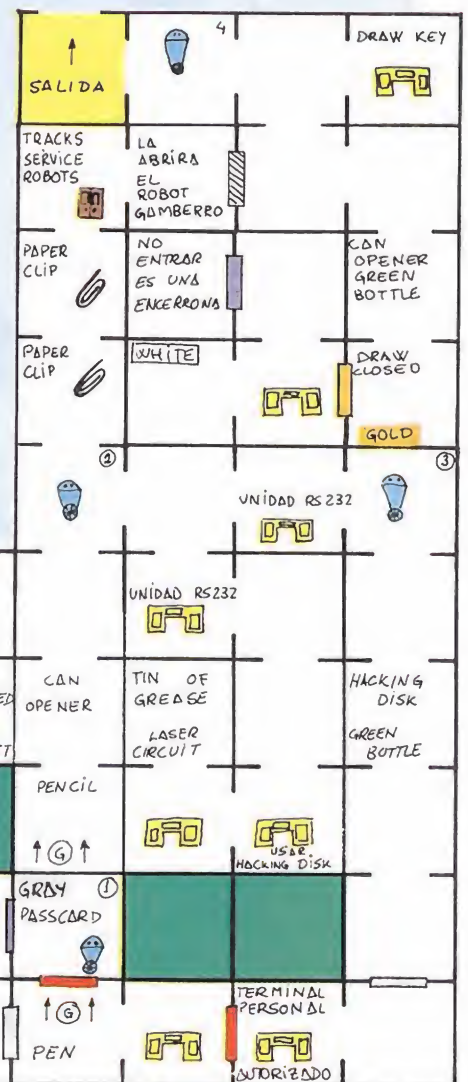 4
DRAW KEY
SALIDA
TRACKS
SERVICE
ROBOTS
LA
ABRIRA
EL
ROBOT
GAMBERRO
PAPER
CLIP
NO
ENTRAR
ES UNA
ENCERRONA
CAN
OPENER
GREEN
BOTTLE
PAPER
CLIP
WHITE
DRAW
CLOSED
GOLD
2
3
UNIDAD RS232
UNIDAD RS232
CAN
OPENER
TIN OF
GREASE
LASER
CIRCUIT
HACKING
DISK
GREEN
BOTTLE
PENCIL
G
USAR
HACKING DISK
GRAY
PASSCARD
1
G
PEN
TERMINAL
PERSONAL
AUTORIZADO